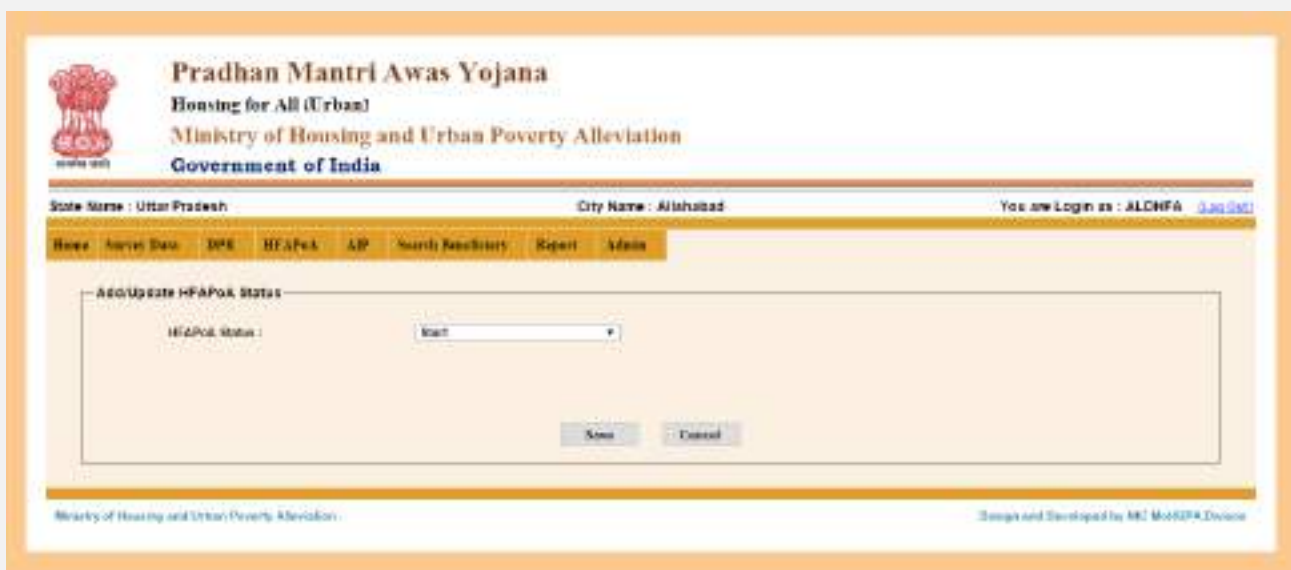 Pradhan Mantri Awas Yojana
Housing for All (Urban)
Ministry of Housing and Urban Poverty Alleviation
Government of India
State Name : Uttar Pradesh City Name : Allahabad You are Login as : ALDHFA (Log Out)
Home Survey Data DPR HFAPoA AIP Search Beneficiary Report Admin
Add/Update HFAPoA Status
HFAPoA Status : Start
Save Cancel
Ministry of Housing and Urban Poverty Alleviation Design and Developed by NIC MoHUPA Division